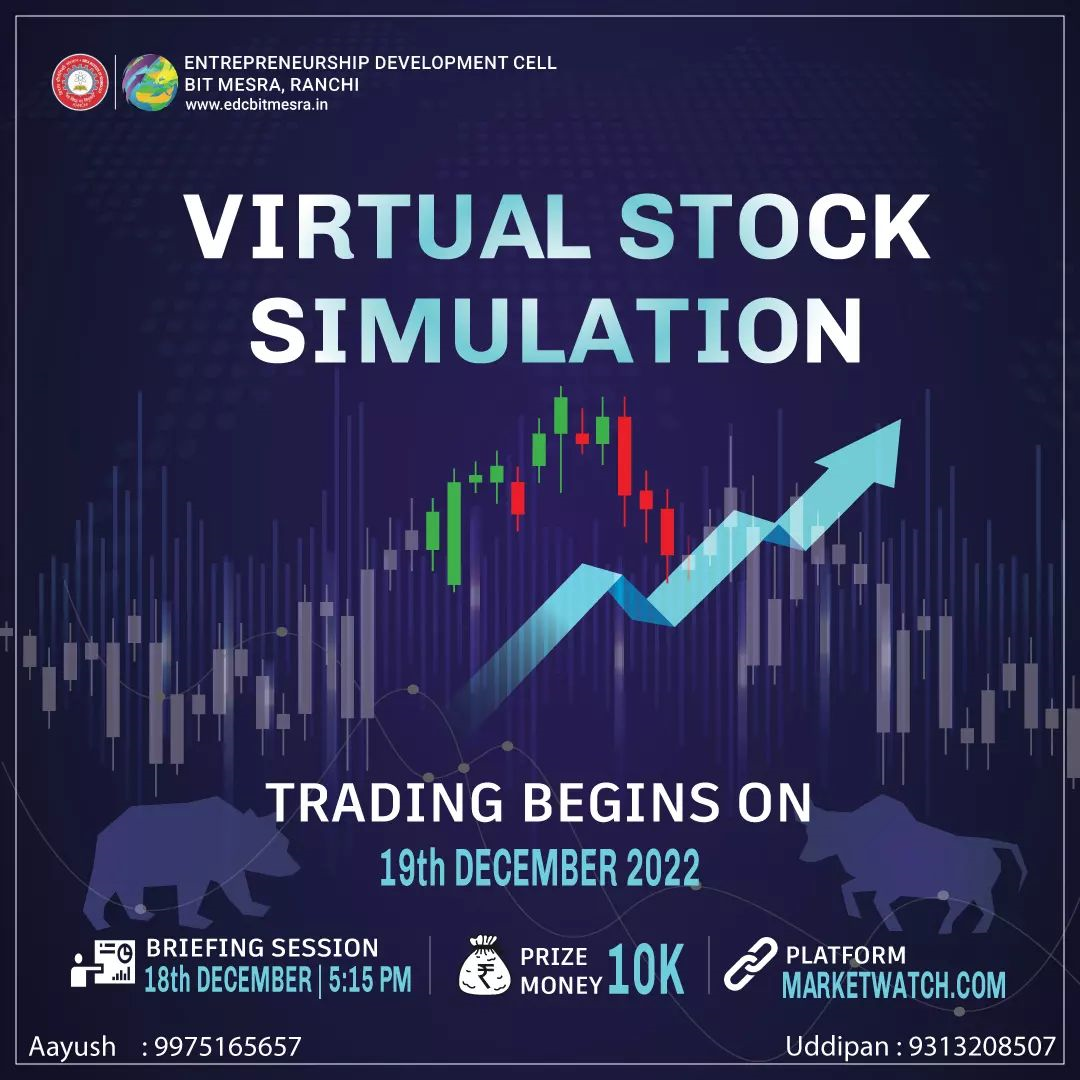 ENTREPRENEURSHIP DEVELOPMENT CELL
BIT MESRA, RANCHI
www.edcbitmesra.in
VIRTUAL STOCK
SIMULATION
TRADING BEGINS ON
19th DECEMBER 2022
BRIEFING SESSION
18th DECEMBER | 5:15 PM
PRIZE
MONEY 10K
PLATFORM
MARKETWATCH.COM
Aayush : 9975165657
Uddipan : 9313208507